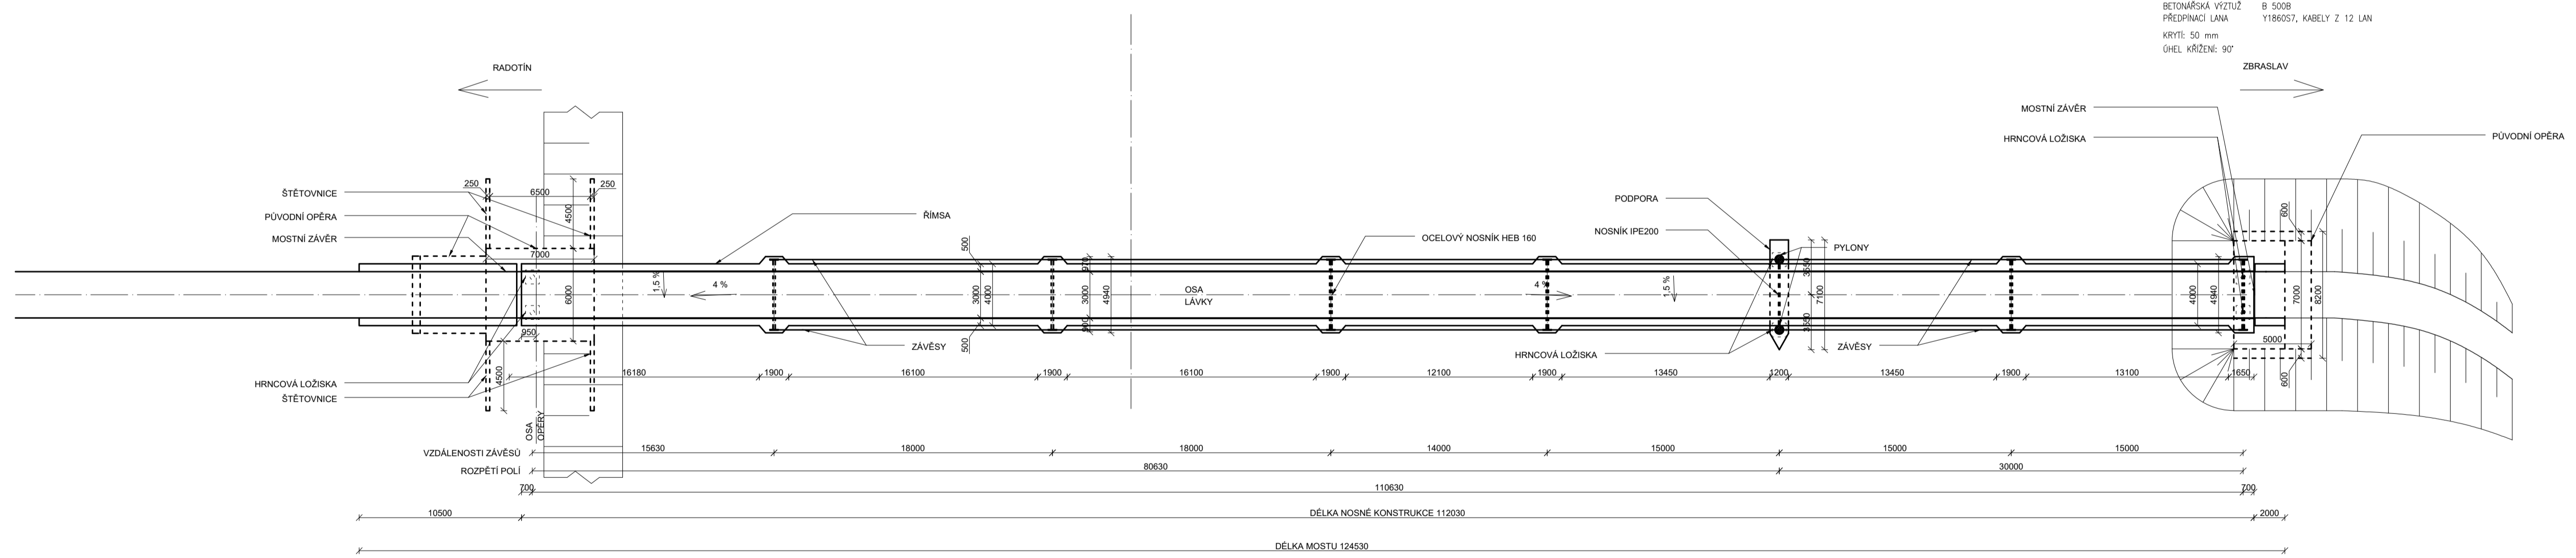 BETONÁŘSKÁ VÝZTUŽ B 500B
PŘEDPÍNACÍ LANA Y1860S7, KABELY Z 12 LAN
KRYTÍ: 50 mm
ÚHEL KŘÍŽENÍ: 90°
RADOTÍN
ZBRASLAV
MOSTNÍ ZÁVĚR
HRNCOVÁ LOŽISKA
PŮVODNÍ OPĚRA
ŠTĚTOVNICE
250
6500
250
4500
PŮVODNÍ OPĚRA
MOSTNÍ ZÁVĚR
7000
6000
950
4500
HRNCOVÁ LOŽISKA
ŠTĚTOVNICE
OSA
OPĚRY
ŘÍMSA
1,5 %
4 %
ZÁVĚSY
500
3000
4000
500
970
3000
4940
900
OSA
LÁVKY
OCELOVÝ NOSNÍK HEB 160
4 %
1,5 %
PODPORA
NOSNÍK IPE200
PYLONY
3550
7100
3550
HRNCOVÁ LOŽISKA
ZÁVĚSY
4000
4940
600
7000
8200
5000
600
16180
1900
16100
1900
16100
1900
12100
1900
13450
1200
13450
1900
13100
1650
VZDÁLENOSTI ZÁVĚSŮ
15630
18000
18000
14000
15000
15000
15000
ROZPĚTÍ POLÍ
80630
30000
700
110630
700
10500
DÉLKA NOSNÉ KONSTRUKCE 112030
2000
DÉLKA MOSTU 124530